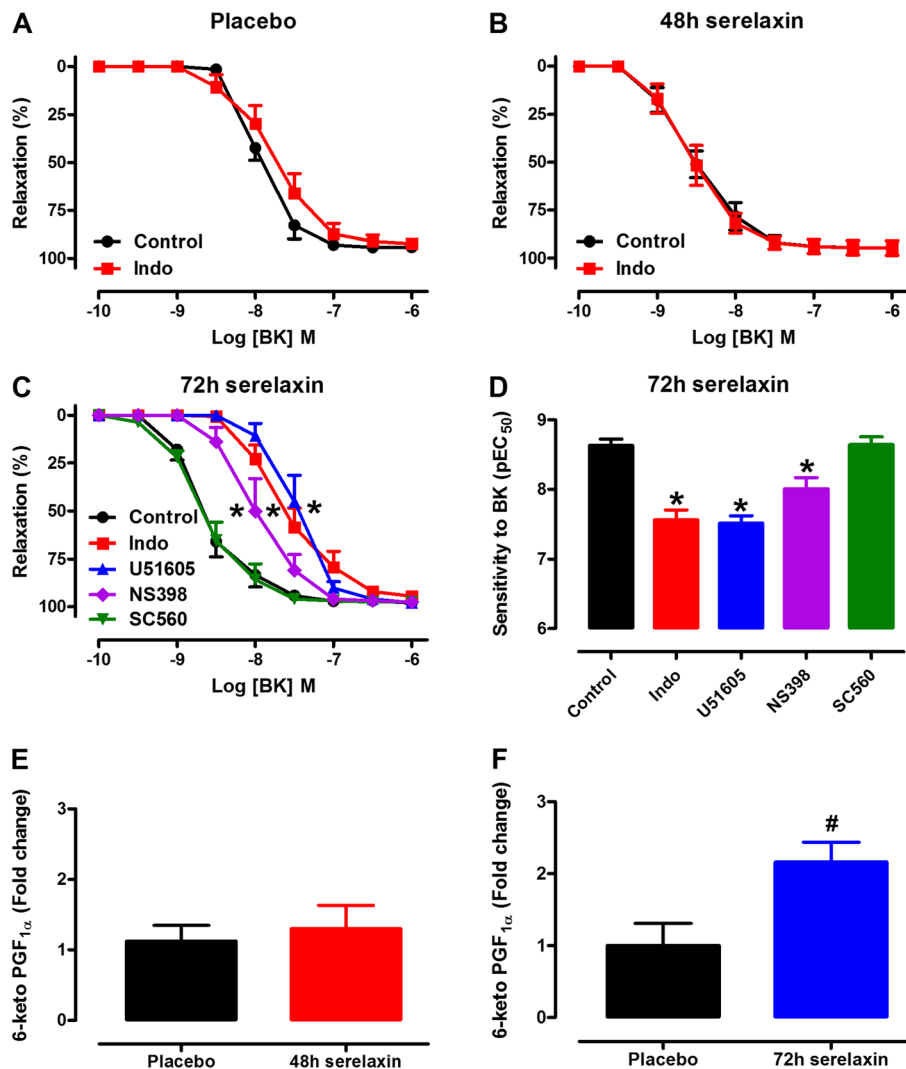 A
Placebo
0
25
50
75
100
Relaxation (%)
Control
Indo
-10 -9 -8 -7 -6
Log [BK] M
B
48h serelaxin
0
25
50
75
100
Relaxation (%)
Control
Indo
-10 -9 -8 -7 -6
Log [BK] M
C
72h serelaxin
0
25
50
75
100
Relaxation (%)
* * *
Control
Indo
U51605
NS398
SC560
-10 -9 -8 -7 -6
Log [BK] M
D
72h serelaxin
9
8
7
6
Sensitivity to BK (pEC50)
* * *
Control Indo U51605 NS398 SC560
E
3
2
1
0
6-keto PGF1α (Fold change)
Placebo 48h serelaxin
F
3
2
1
0
6-keto PGF1α (Fold change)
#
Placebo 72h serelaxin